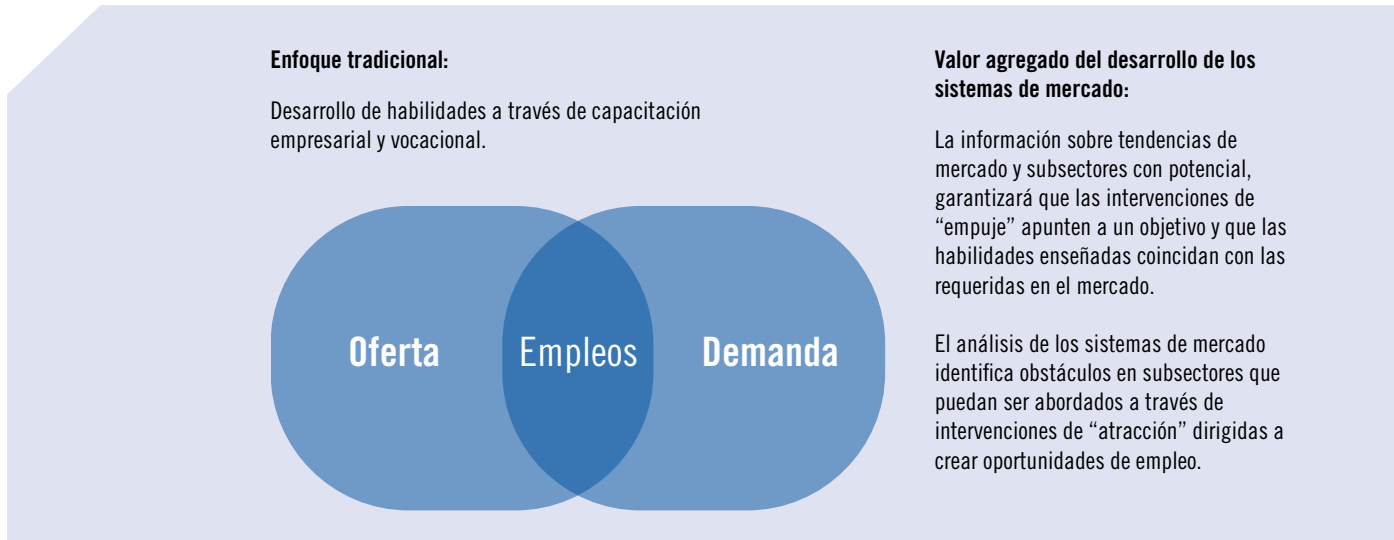 Enfoque tradicional:
Desarrollo de habilidades a través de capacitación
empresarial y vocacional.
Oferta
Empleos
Demanda
Valor agregado del desarrollo de los
sistemas de mercado:
La información sobre tendencias de
mercado y subsectores con potencial,
garantizará que las intervenciones de
“empuje” apunten a un objetivo y que las
habilidades enseñadas coincidan con las
requeridas en el mercado.
El análisis de los sistemas de mercado
identifica obstáculos en subsectores que
puedan ser abordados a través de
intervenciones de “atracción” dirigidas a
crear oportunidades de empleo.